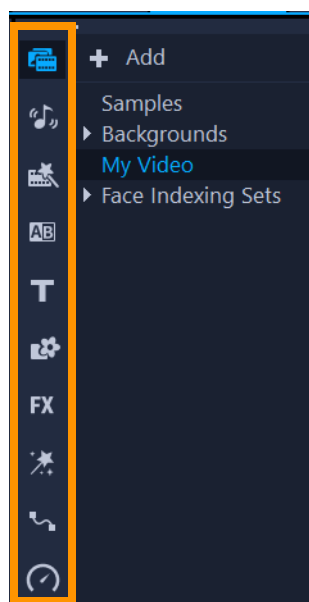 Add
Samples
Backgrounds
My Video
Face Indexing Sets
AB
T
FX